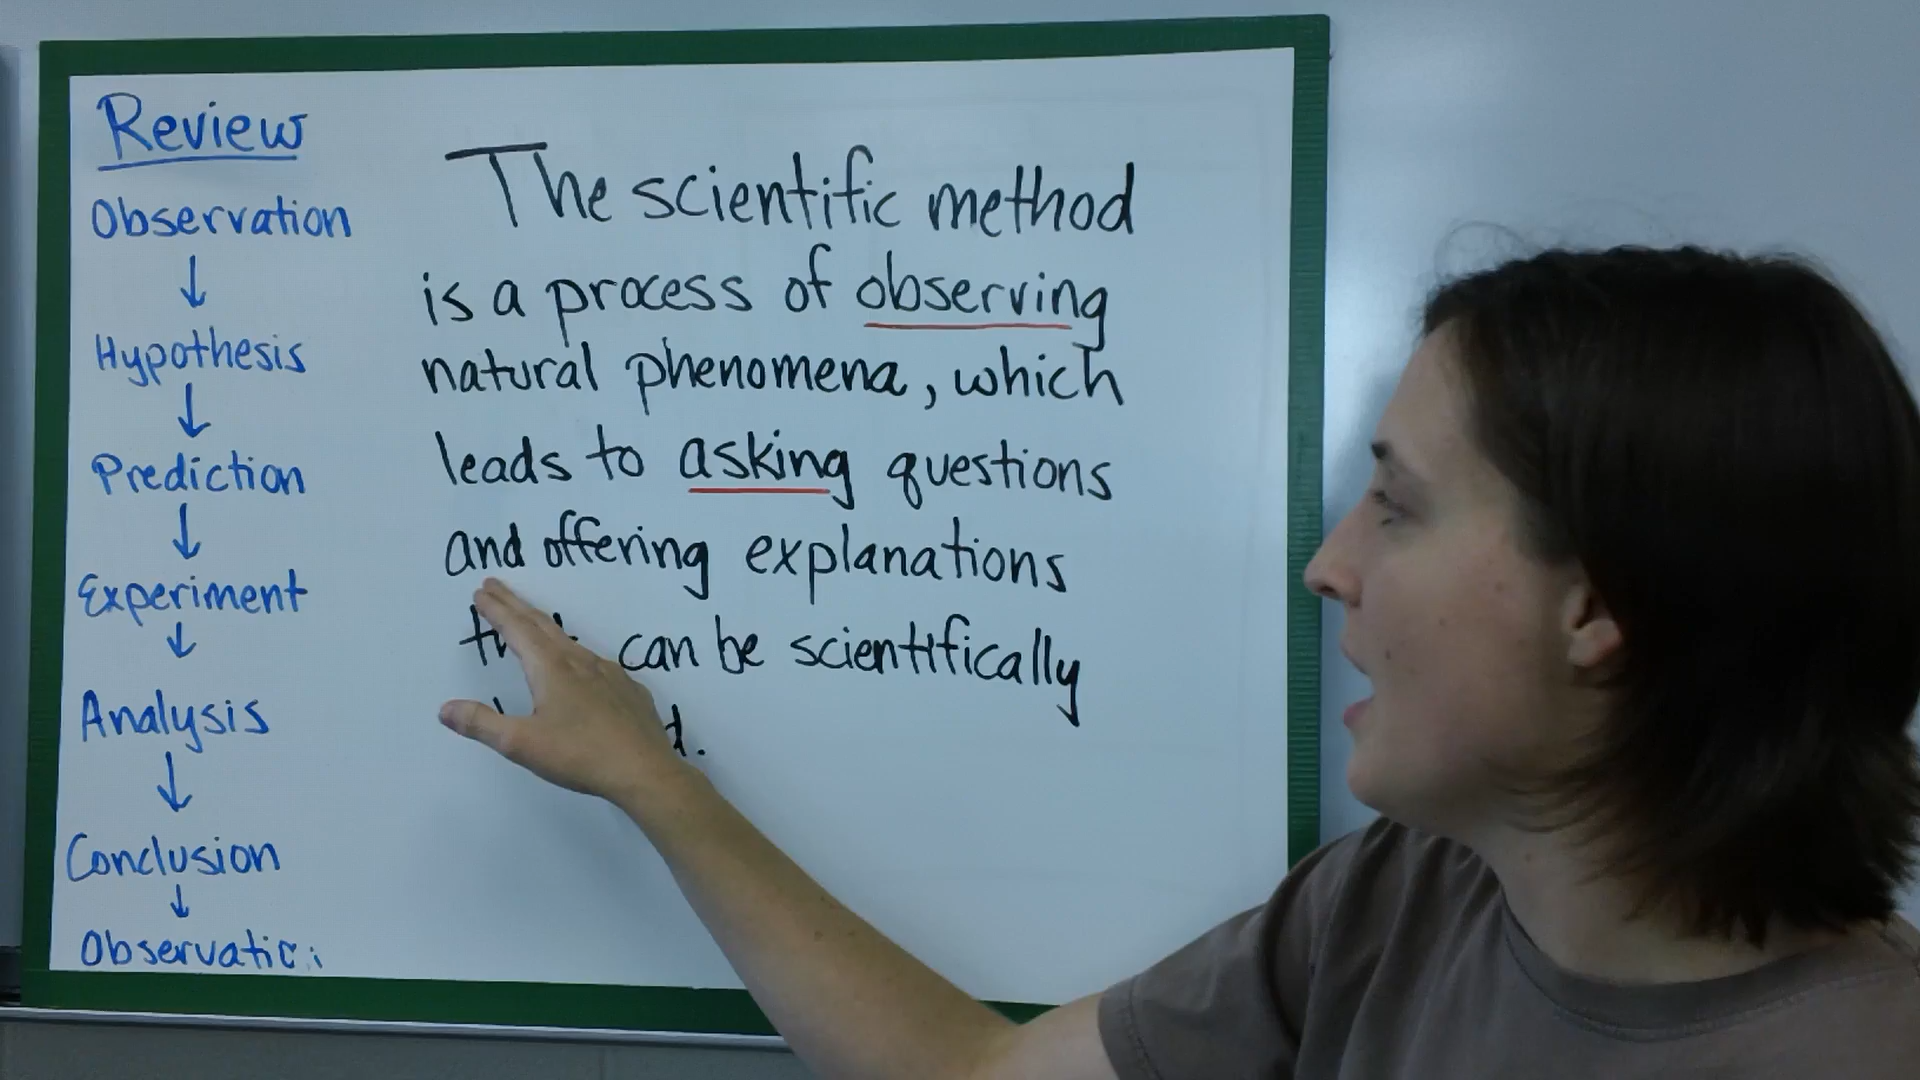 Review
Observation
↓
Hypothesis
↓
Prediction
↓
Experiment
↓
Analysis
↓
Conclusion
↓
The scientific method
is a process of observing
natural phenomena, which
leads to asking questions
and offering explanations
can be scientifically